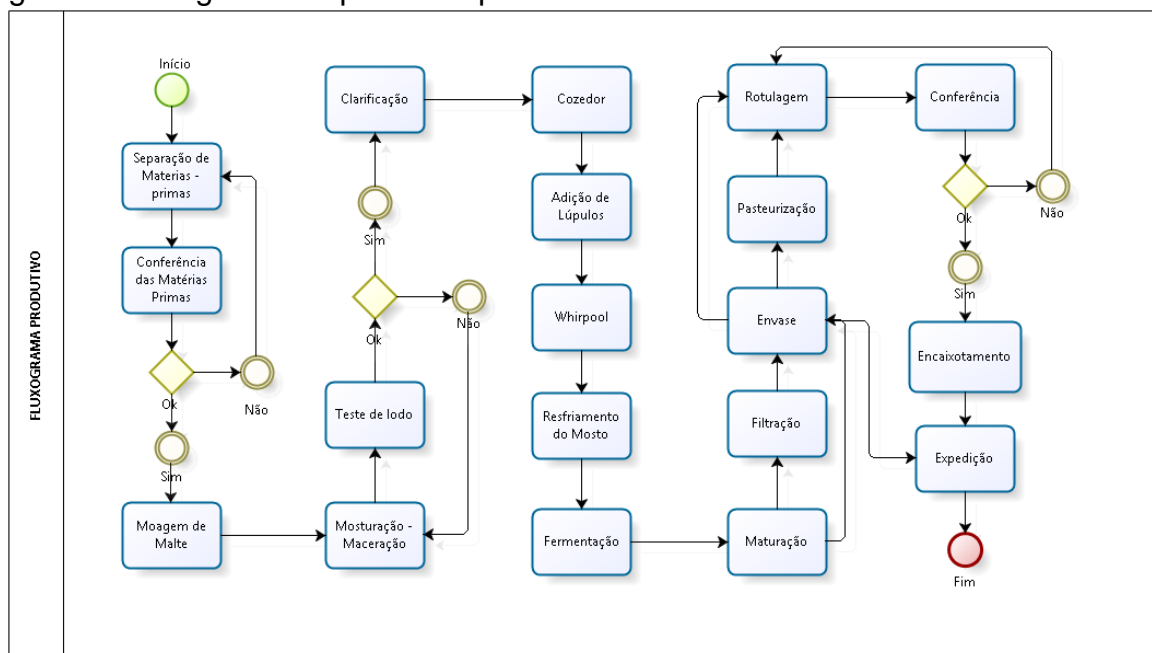 FLUXOGRAMA PRODUTIVO
Início
Separação de
Materias -
primas
Conferência
das Matérias
Primas
Ok
Não
Sim
Moagem de
Malte
Clarificação
Sim
Ok
Não
Teste de Iodo
Mosturação -
Maceração
Cozedor
Adição de
Lúpulos
Whirpool
Resfriamento
do Mosto
Fermentação
Rotulagem
Pasteurização
Envase
Filtração
Maturação
Conferência
Ok
Não
Sim
Encaixotamento
Expedição
Fim